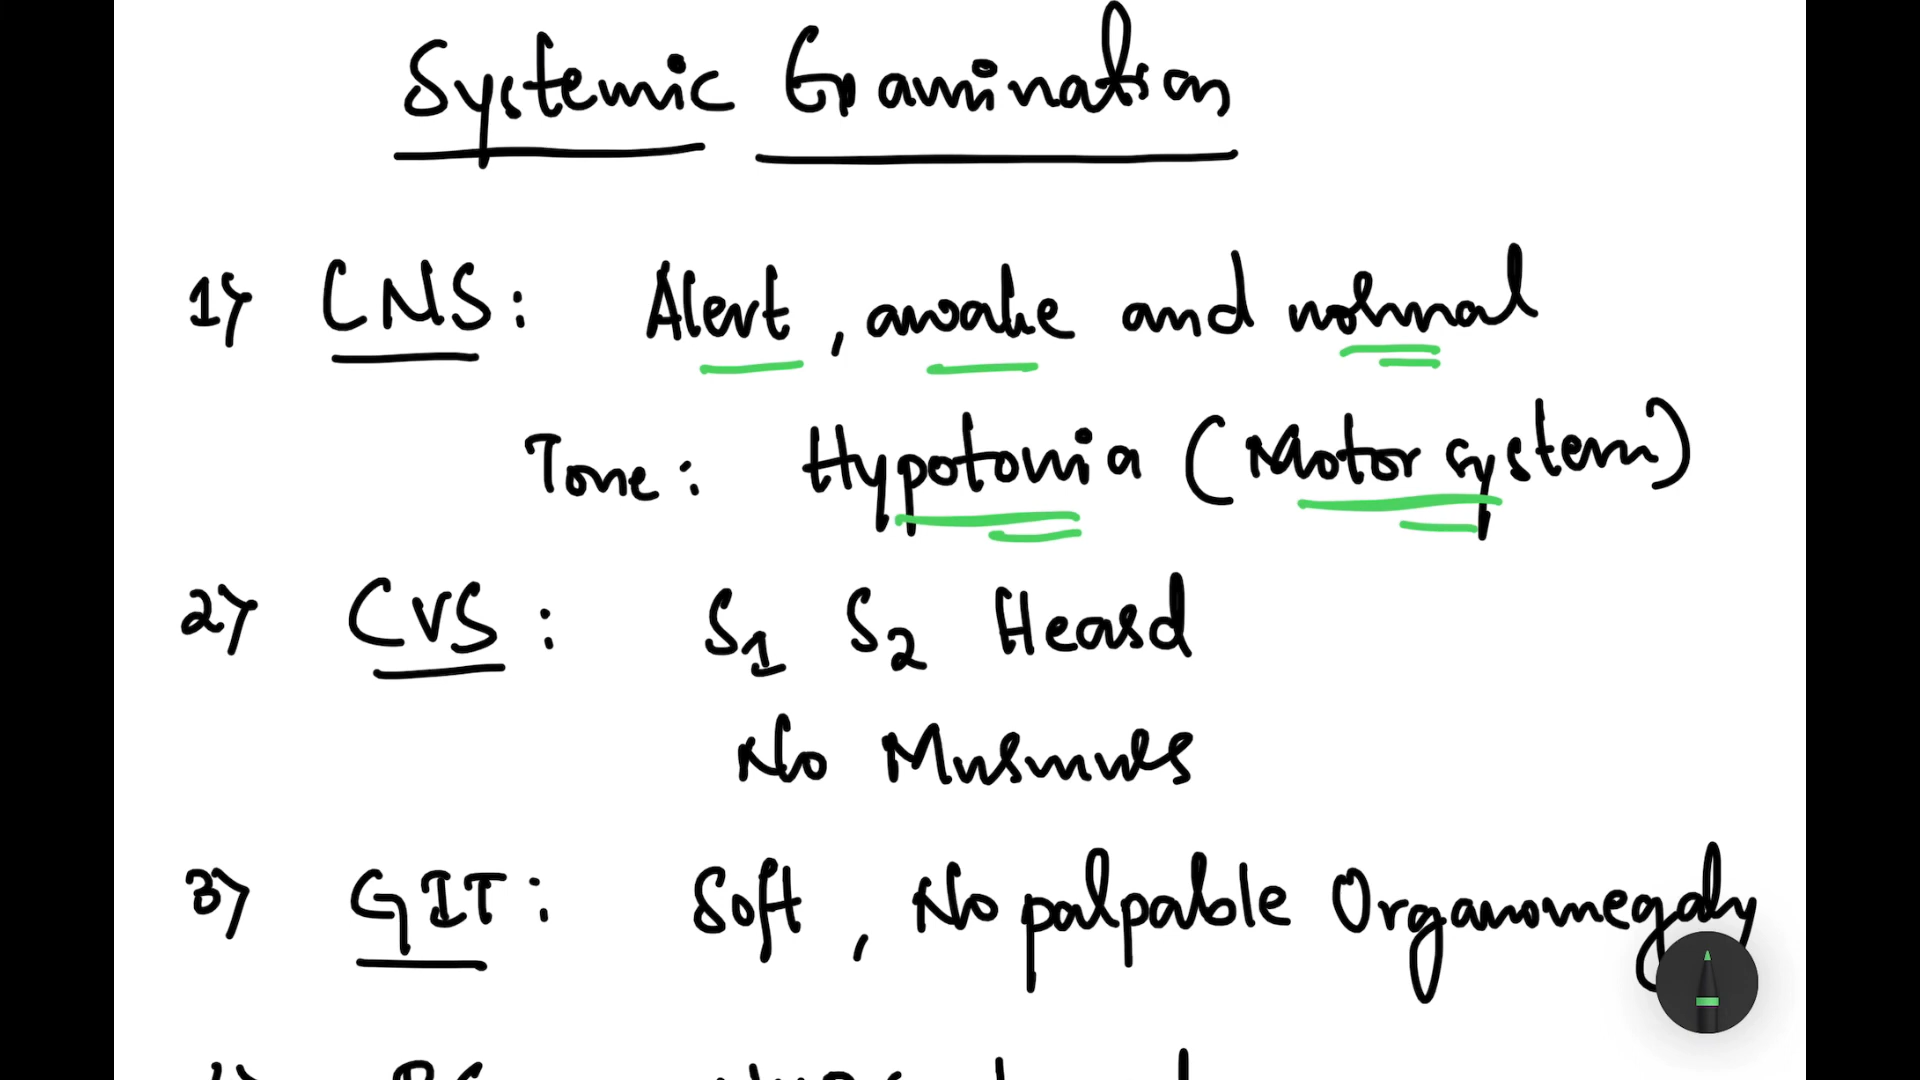 Systemic Examination
1) CNS: Alert, awake and normal
Tone: Hypotonia (Motor system)
2) CVS: S1 S2 Heard
No Murmurs
3) GIT: Soft, No palpable Organomegaly